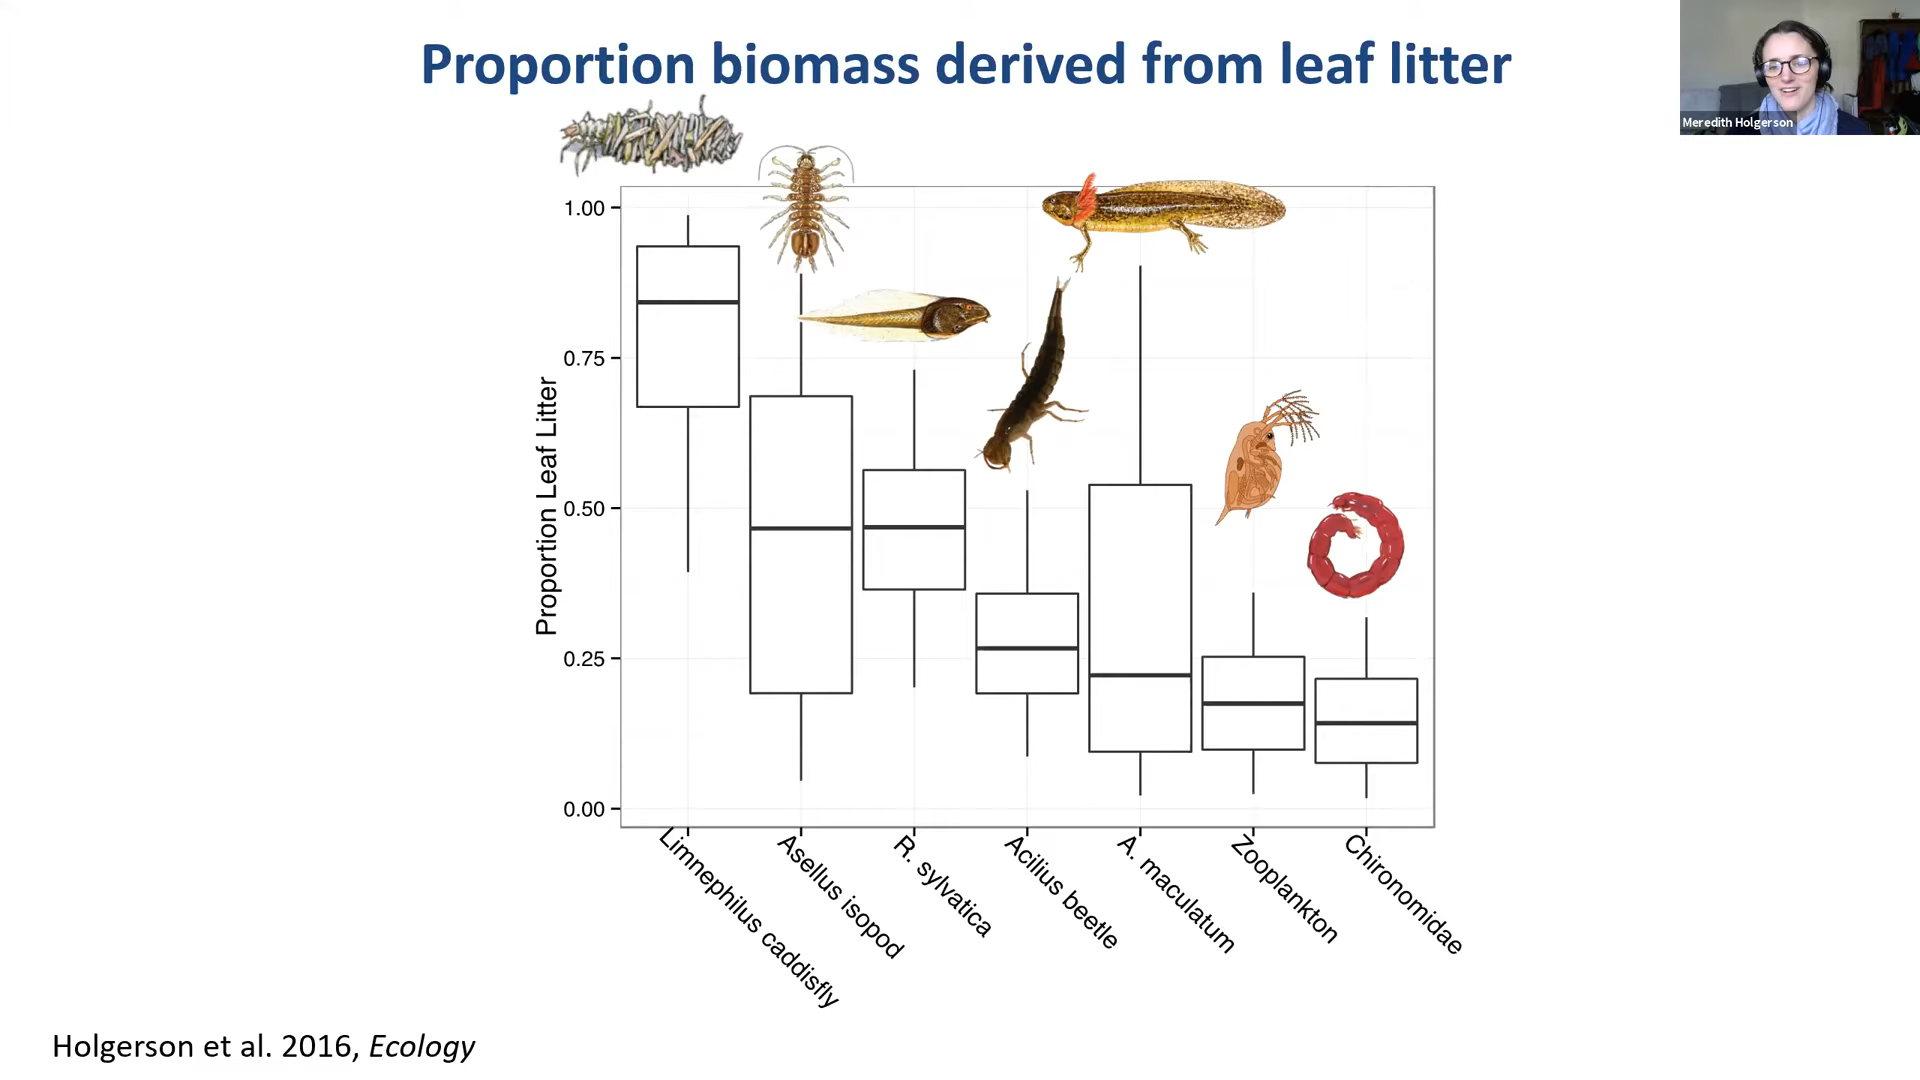 Proportion biomass derived from leaf litter
Meredith Holgerson
Proportion Leaf Litter
1.00
0.75
0.50
0.25
0.00
Limnephilus caddisfly
Asellus isopod
R. sylvatica
Acilius beetle
A. maculatum
Zooplankton
Chironomidae
Holgerson et al. 2016, Ecology